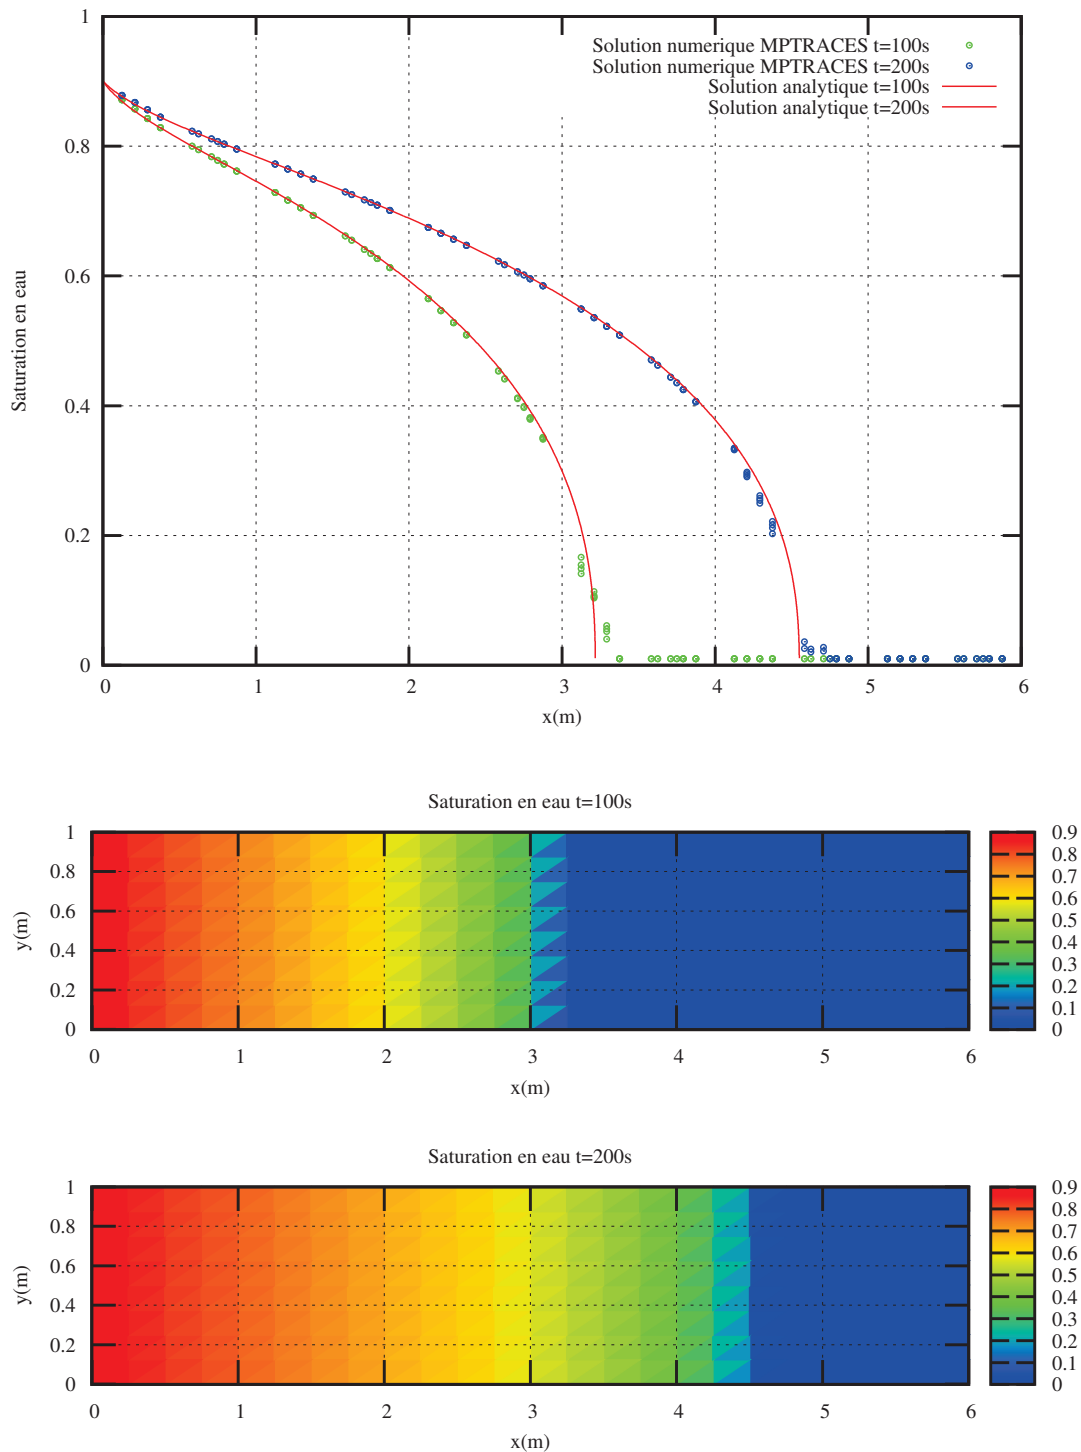 Solution numerique MPTRACES t=100s
Solution numerique MPTRACES t=200s
Solution analytique t=100s
Solution analytique t=200s
1
0.8
0.6
0.4
0.2
0
Saturation en eau
0 1 2 3 4 5 6
x(m)
Saturation en eau t=100s
1
0.8
0.6
0.4
0.2
0
y(m)
0 1 2 3 4 5 6
x(m)
0.9
0.8
0.7
0.6
0.5
0.4
0.3
0.2
0.1
0
Saturation en eau t=200s
1
0.8
0.6
0.4
0.2
0
y(m)
0 1 2 3 4 5 6
x(m)
0.9
0.8
0.7
0.6
0.5
0.4
0.3
0.2
0.1
0